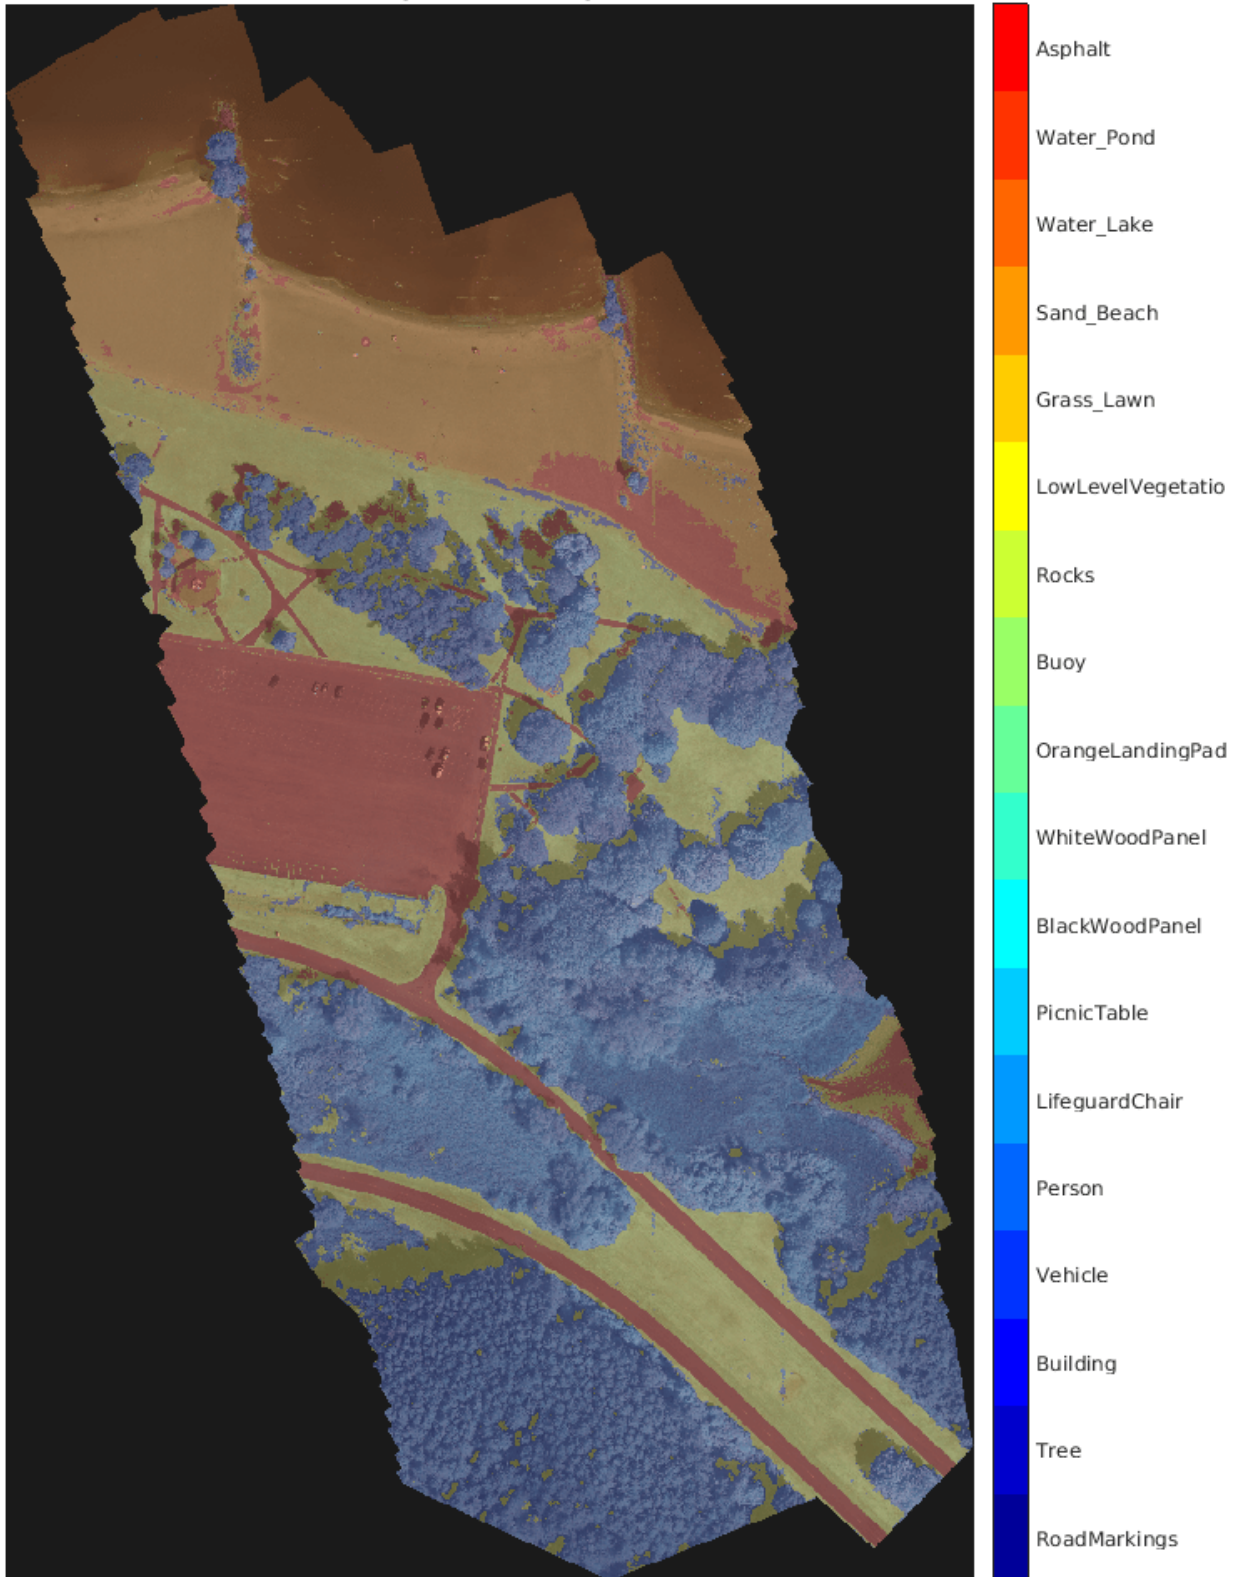 Asphalt
Water_Pond
Water_Lake
Sand_Beach
Grass_Lawn
LowLevelVegetatio
Rocks
Buoy
OrangeLandingPad
WhiteWoodPanel
BlackWoodPanel
PicnicTable
LifeguardChair
Person
Vehicle
Building
Tree
RoadMarkings